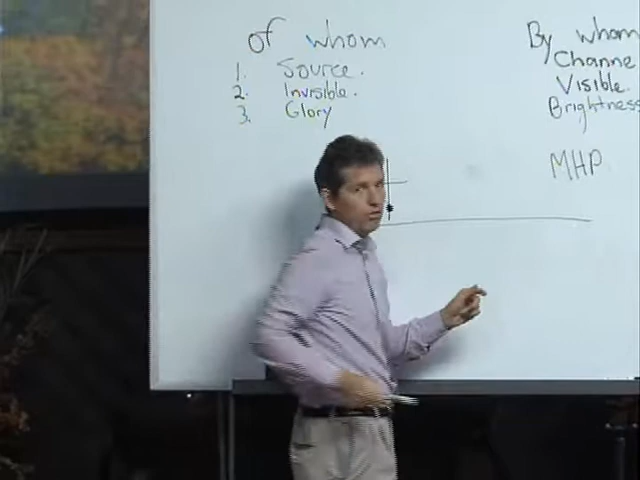 of whom
1. Source.
2. Invisible.
3. Glory
By whom
Channe
Visible.
Brightness
MHP